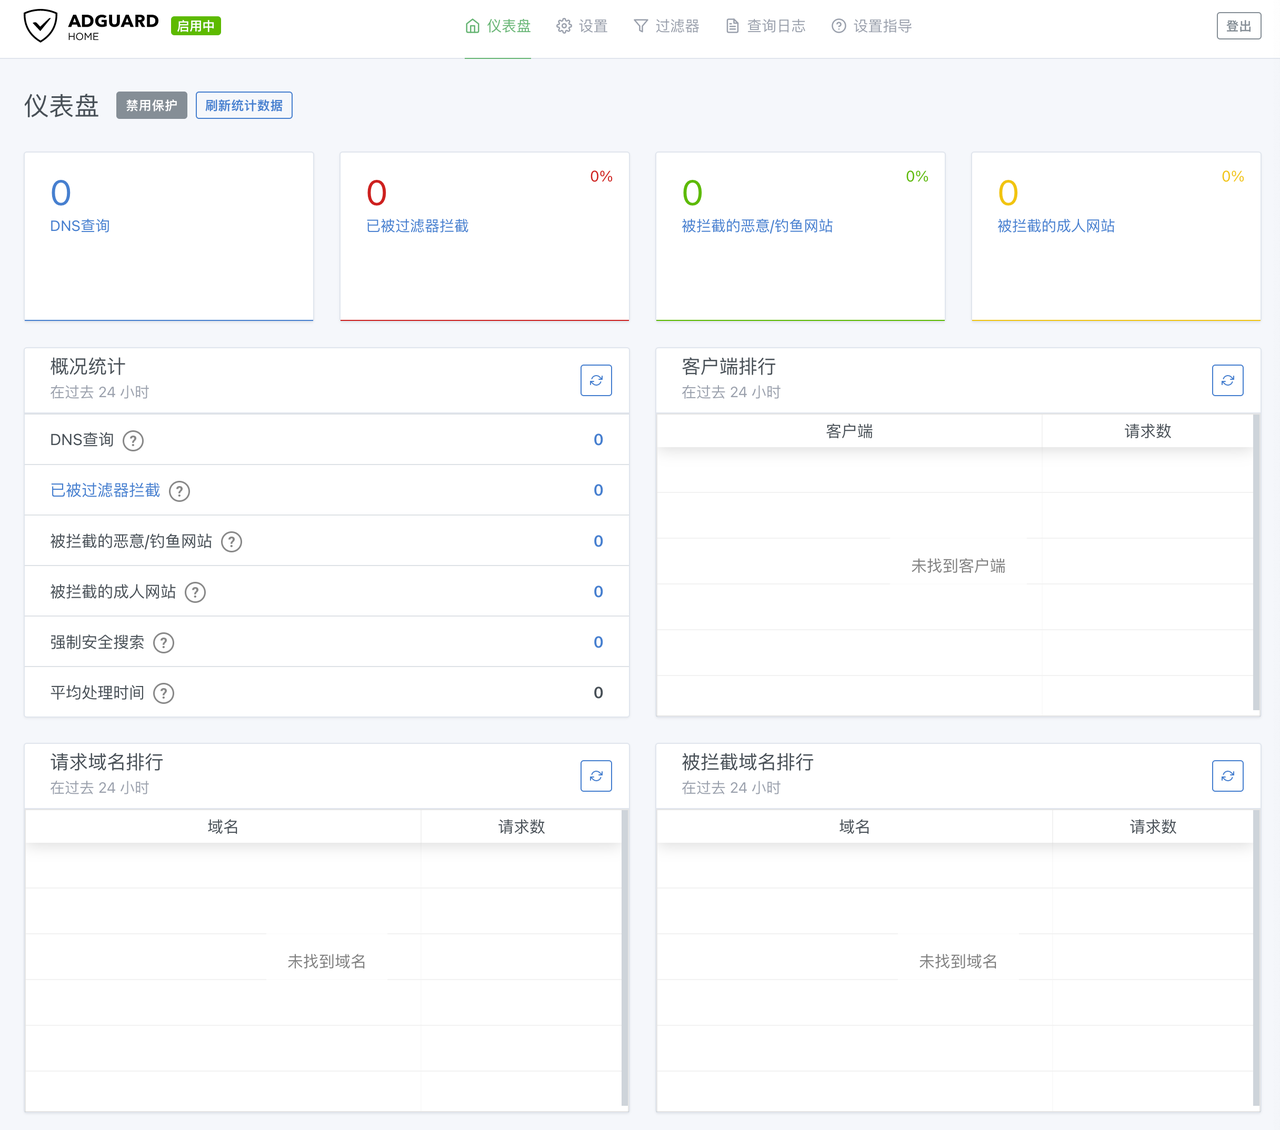 ADGUARD
HOME
启用中
仪表盘
设置
过滤器
查询日志
设置指导
登出
仪表盘
禁用保护
刷新统计数据
0
DNS查询
0%
0
已被过滤器拦截
0%
0
被拦截的恶意/钓鱼网站
0%
0
被拦截的成人网站
概况统计
在过去 24 小时
DNS查询 ? 0
已被过滤器拦截 ? 0
被拦截的恶意/钓鱼网站 ? 0
被拦截的成人网站 ? 0
强制安全搜索 ? 0
平均处理时间 ? 0
客户端排行
在过去 24 小时
客户端 请求数
未找到客户端
请求域名排行
在过去 24 小时
域名 请求数
未找到域名
被拦截域名排行
在过去 24 小时
域名 请求数
未找到域名